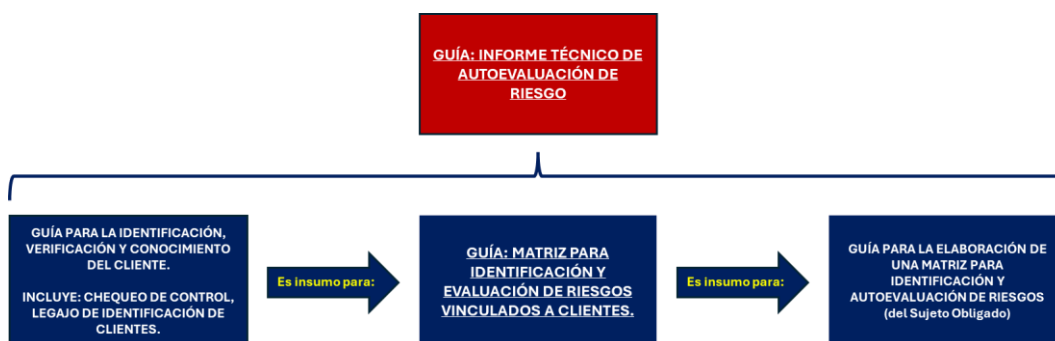 GUÍA: INFORME TÉCNICO DE
AUTOEVALUACIÓN DE
RIESGO
GUÍA PARA LA IDENTIFICACIÓN,
VERIFICACIÓN Y CONOCIMIENTO
DEL CLIENTE.
INCLUYE: CHEQUEO DE CONTROL,
LEGAJO DE IDENTIFICACIÓN DE
CLIENTES.
Es insumo para:
GUÍA: MATRIZ PARA
IDENTIFICACIÓN Y
EVALUACIÓN DE RIESGOS
VINCULADOS A CLIENTES.
Es insumo para:
GUÍA PARA LA ELABORACIÓN DE
UNA MATRIZ PARA
IDENTIFICACIÓN Y
AUTOEVALUACIÓN DE RIESGOS
(del Sujeto Obligado)